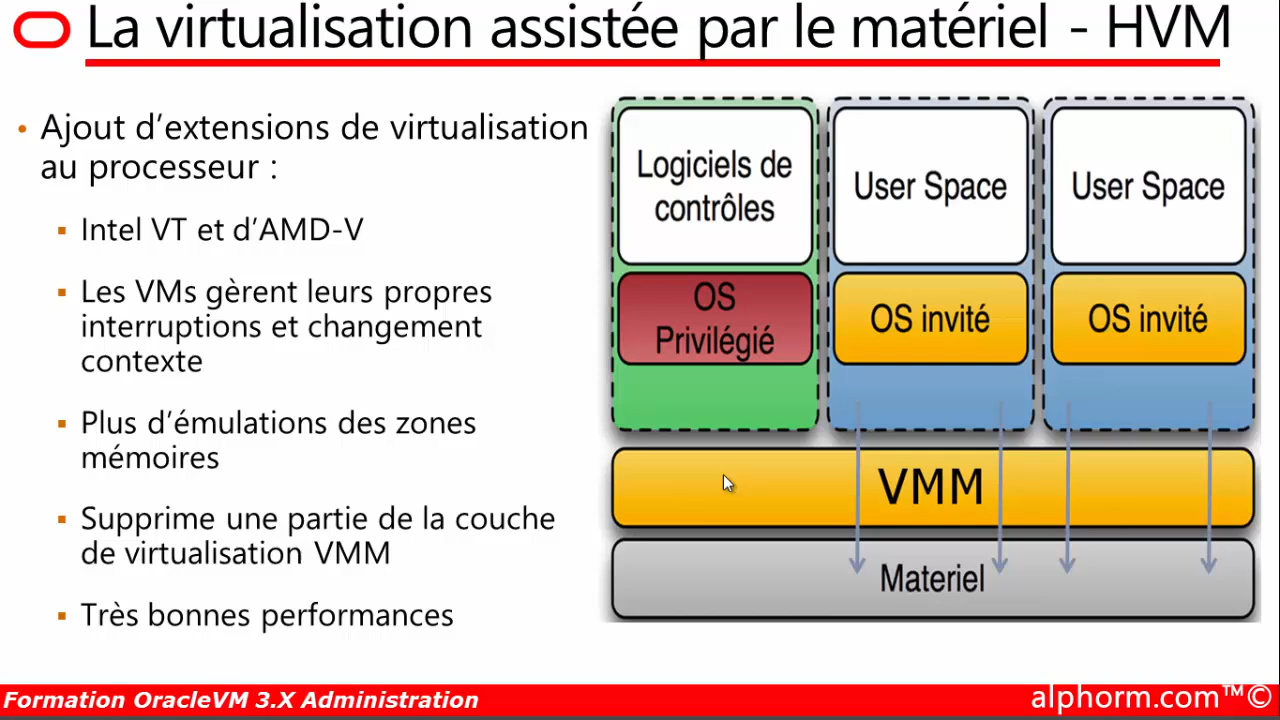 La virtualisation assistée par le matériel - HVM
• Ajout d’extensions de virtualisation
au processeur :
▪ Intel VT et d’AMD-V
▪ Les VMs gèrent leurs propres
interruptions et changement
contexte
▪ Plus d’émulations des zones
mémoires
▪ Supprime une partie de la couche
de virtualisation VMM
▪ Très bonnes performances
Logiciels de
contrôles
OS
Privilégié
User Space
OS invité
User Space
OS invité
VMM
Materiel
Formation OracleVM 3.X Administration
alphorm.com™©